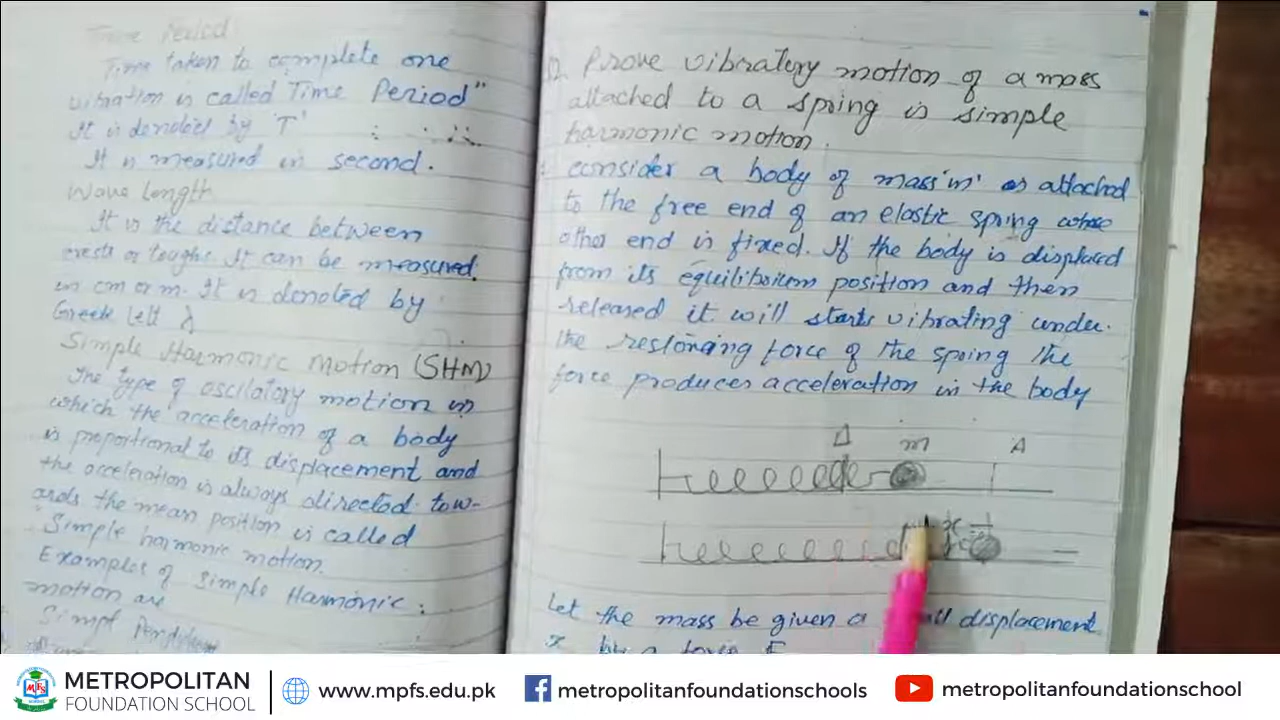 Time Period
Time taken to complete one
vibration is called Time Period"
It is denoted by 'T'
It is measured in second.
Wave length
It is the distance between
crests or toughs. It can be measured.
in cm or m. It is denoted by
Greek Lett λ
Simple Harmonic Motion (SHM)
The type of oscilatory motion in
which the acceleration of a body
is proportional to its displacement and
the acceleration is always directed tow-
ards the mean position is called
Simple harmonic motion.
Examples of Simple Harmonic
motion are
Simpl Pendulum
Q. Prove vibratory motion of a mass
attached to a spring is simple
harmonic motion.
consider a body of mass 'm' attached
to the free end of an elastic spring whose
other end is fixed. If the body is displaced
from its equilibrium position and then
released it will starts vibrating under
the restoring force of the spring the
force produces acceleration in the body
m A
x
Let the mass be given a displacement
x by a force F
METROPOLITAN
FOUNDATION SCHOOL
MFS
www.mpfs.edu.pk
metropolitanfoundationschools
metropolitanfoundationschool